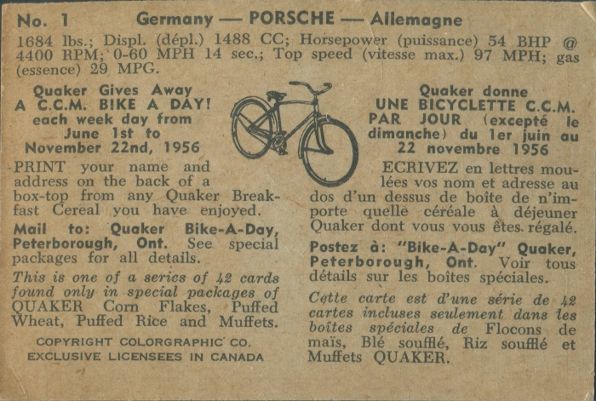 No. 1 Germany — PORSCHE — Allemagne
1684 lbs.; Displ. (dépl.) 1488 CC; Horsepower (puissance) 54 BHP @
4400 RPM; 0-60 MPH 14 sec.; Top speed (vitesse max.) 97 MPH; gas
(essence) 29 MPG.
Quaker Gives Away
A C.C.M. BIKE A DAY!
each week day from
June 1st to
November 22nd, 1956
PRINT your name and
address on the back of a
box-top from any Quaker Break-
fast Cereal you have enjoyed.
Mail to: Quaker Bike-A-Day,
Peterborough, Ont. See special
packages for all details.
This is one of a series of 42 cards
found only in special packages of
QUAKER Corn Flakes, Puffed
Wheat, Puffed Rice and Muffets.
COPYRIGHT COLORGRAPHIC CO.
EXCLUSIVE LICENSEES IN CANADA
Quaker donne
UNE BICYCLETTE C.C.M.
PAR JOUR (excepté le
dimanche) du 1er juin au
22 novembre 1956
ECRIVEZ en lettres mou-
lées vos nom et adresse au
dos d'un dessus de boîte de n'im-
porte quelle céréale à déjeuner
Quaker dont vous vous êtes régalé.
Postez à: "Bike-A-Day" Quaker,
Peterborough, Ont. Voir tous
détails sur les boîtes spéciales.
Cette carte est d'une série de 42
cartes incluses seulement dans les
boîtes spéciales de Flocons de
maïs, Blé soufflé, Riz soufflé et
Muffets QUAKER.